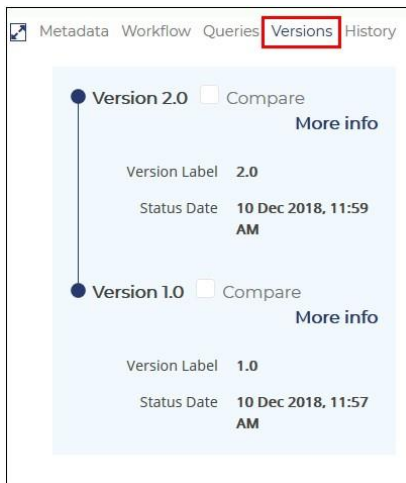 Metadata Workflow Queries Versions History
Version 2.0 Compare
More info
Version Label 2.0
Status Date 10 Dec 2018, 11:59
AM
Version 1.0 Compare
More info
Version Label 1.0
Status Date 10 Dec 2018, 11:57
AM